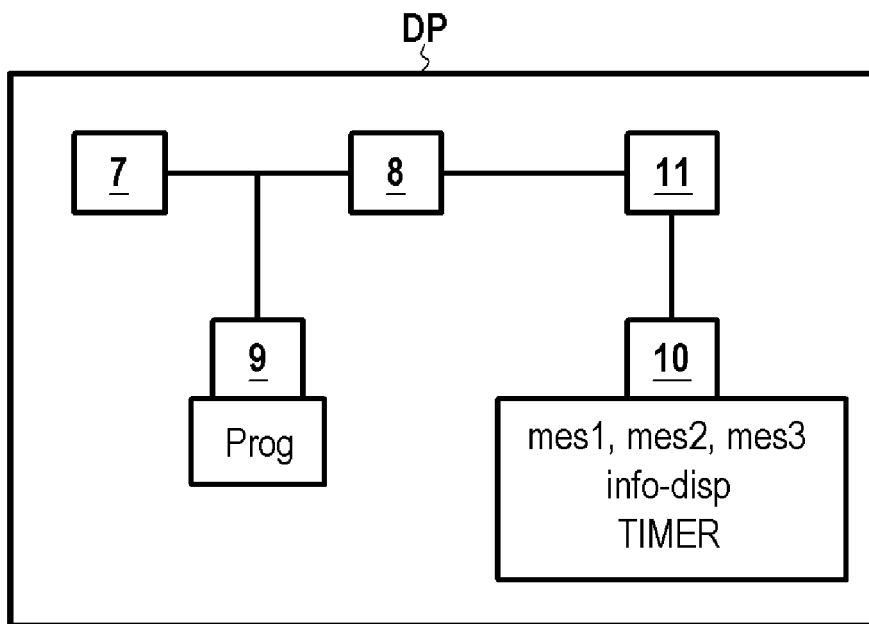 DP
7
8
11
9
10
Prog
mes1, mes2, mes3
info-disp
TIMER